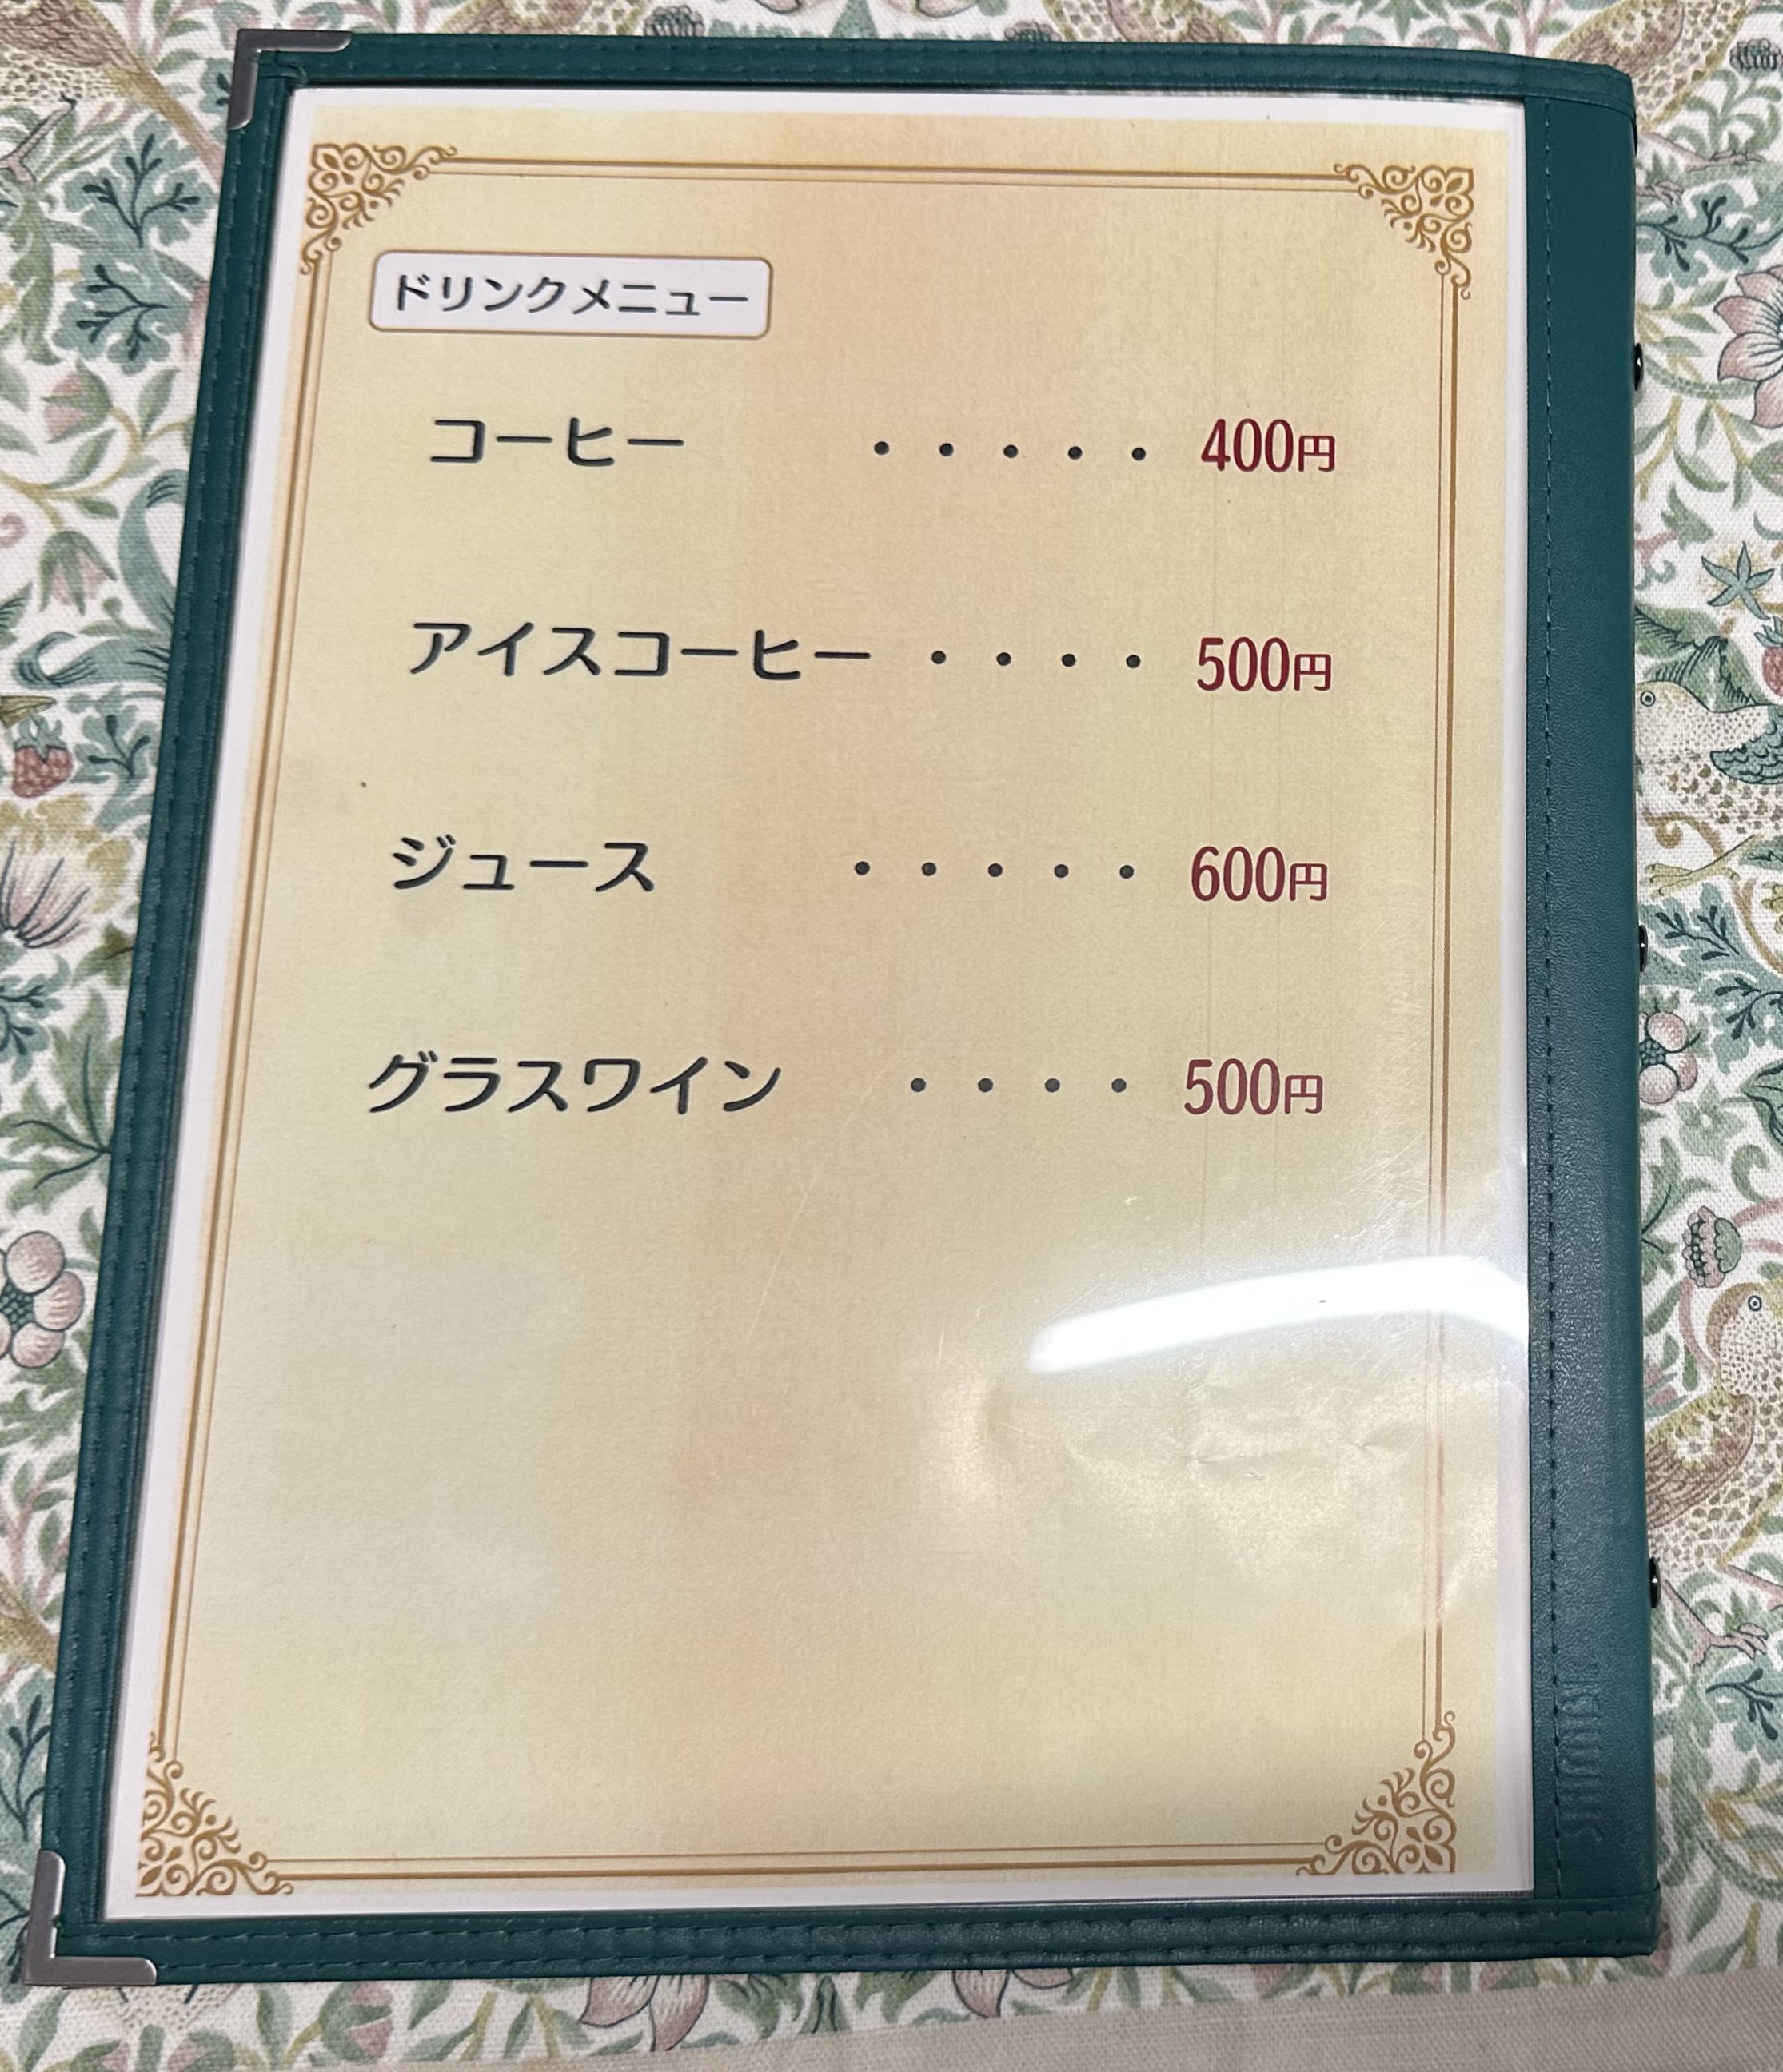 ドリンクメニュー
コーヒー ・・・・・ 400円
アイスコーヒー ・・・・ 500円
ジュース ・・・・・ 600円
グラスワイン ・・・・ 500円
SHIMBI